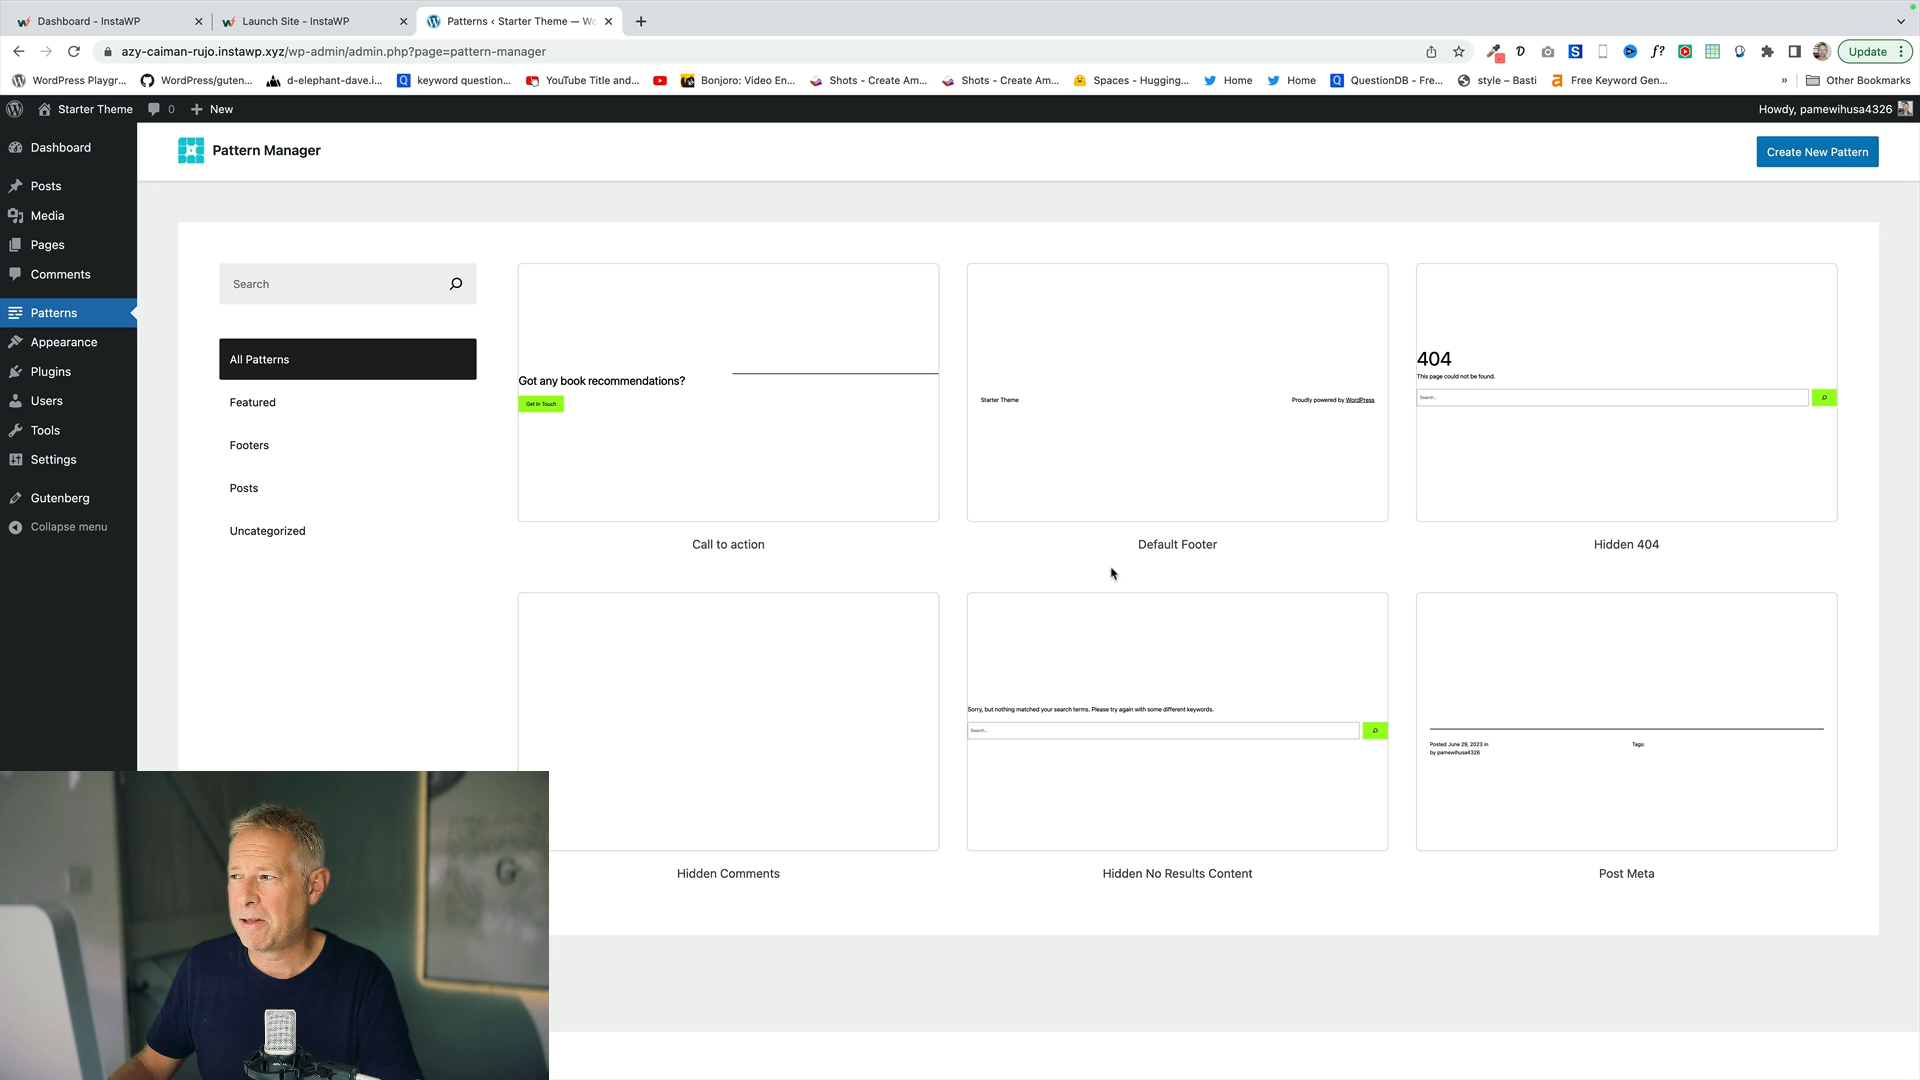 Dashboard - InstaWP
Launch Site - InstaWP
Patterns ‹ Starter Theme — Wo
azy-caiman-rujo.instawp.xyz/wp-admin/admin.php?page=pattern-manager
Update
WordPress Playgr...
WordPress/guten...
d-elephant-dave.i...
keyword question...
YouTube Title and...
Bonjoro: Video En...
Shots - Create Am...
Shots - Create Am...
Spaces - Hugging...
Home
Home
QuestionDB - Fre...
style – Basti
Free Keyword Gen...
»
Other Bookmarks
Starter Theme
0
New
Howdy, pamewihusa4326
Dashboard
Posts
Media
Pages
Comments
Patterns
Appearance
Plugins
Users
Tools
Settings
Gutenberg
Collapse menu
Pattern Manager
Create New Pattern
Search
All Patterns
Featured
Footers
Posts
Uncategorized
Got any book recommendations?
Get In Touch
Call to action
Starter Theme
Proudly powered by WordPress
Default Footer
404
This page could not be found.
Search...
Hidden 404
Hidden Comments
Sorry, but nothing matched your search terms. Please try again with some different keywords.
Search...
Hidden No Results Content
Posted June 29, 2023 in
by pamewihusa4326
Tags:
Post Meta